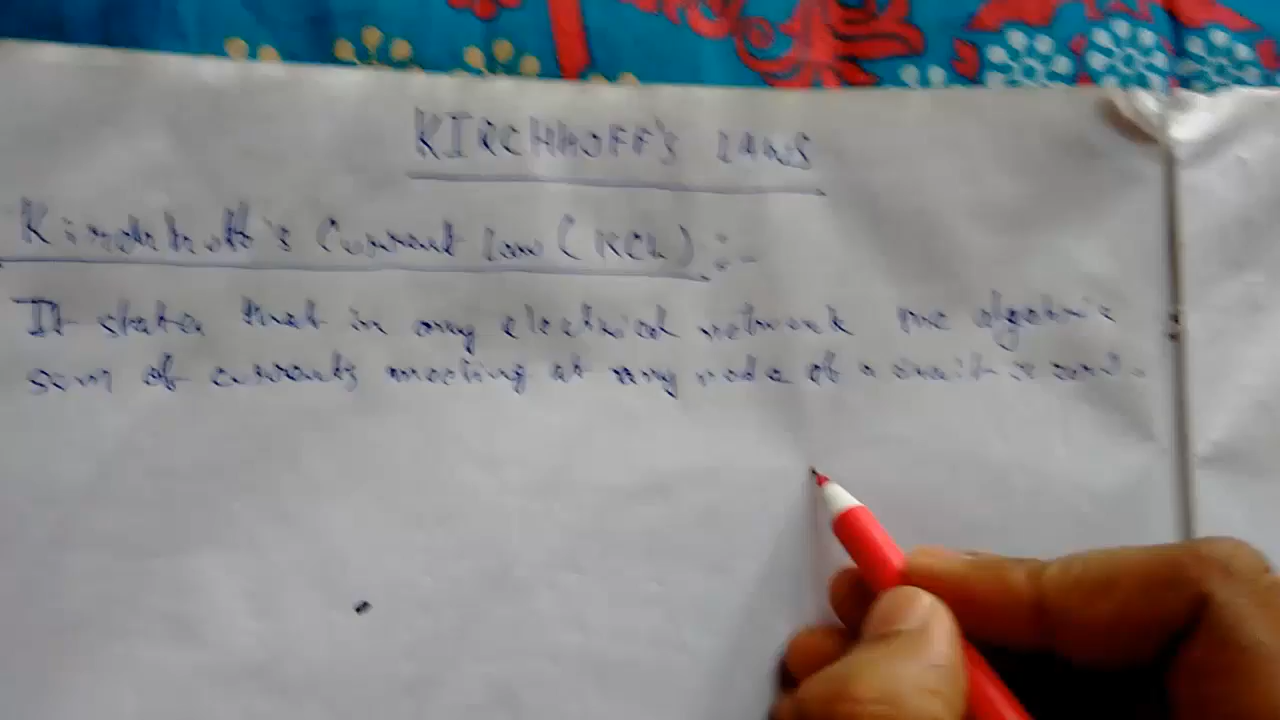 KIRCHHOFF'S LAWS
Kirchhoff's Current Law (KCL) :-
It states that in any electrical network the algebraic
sum of currents meeting at any node of a circuit is zero.